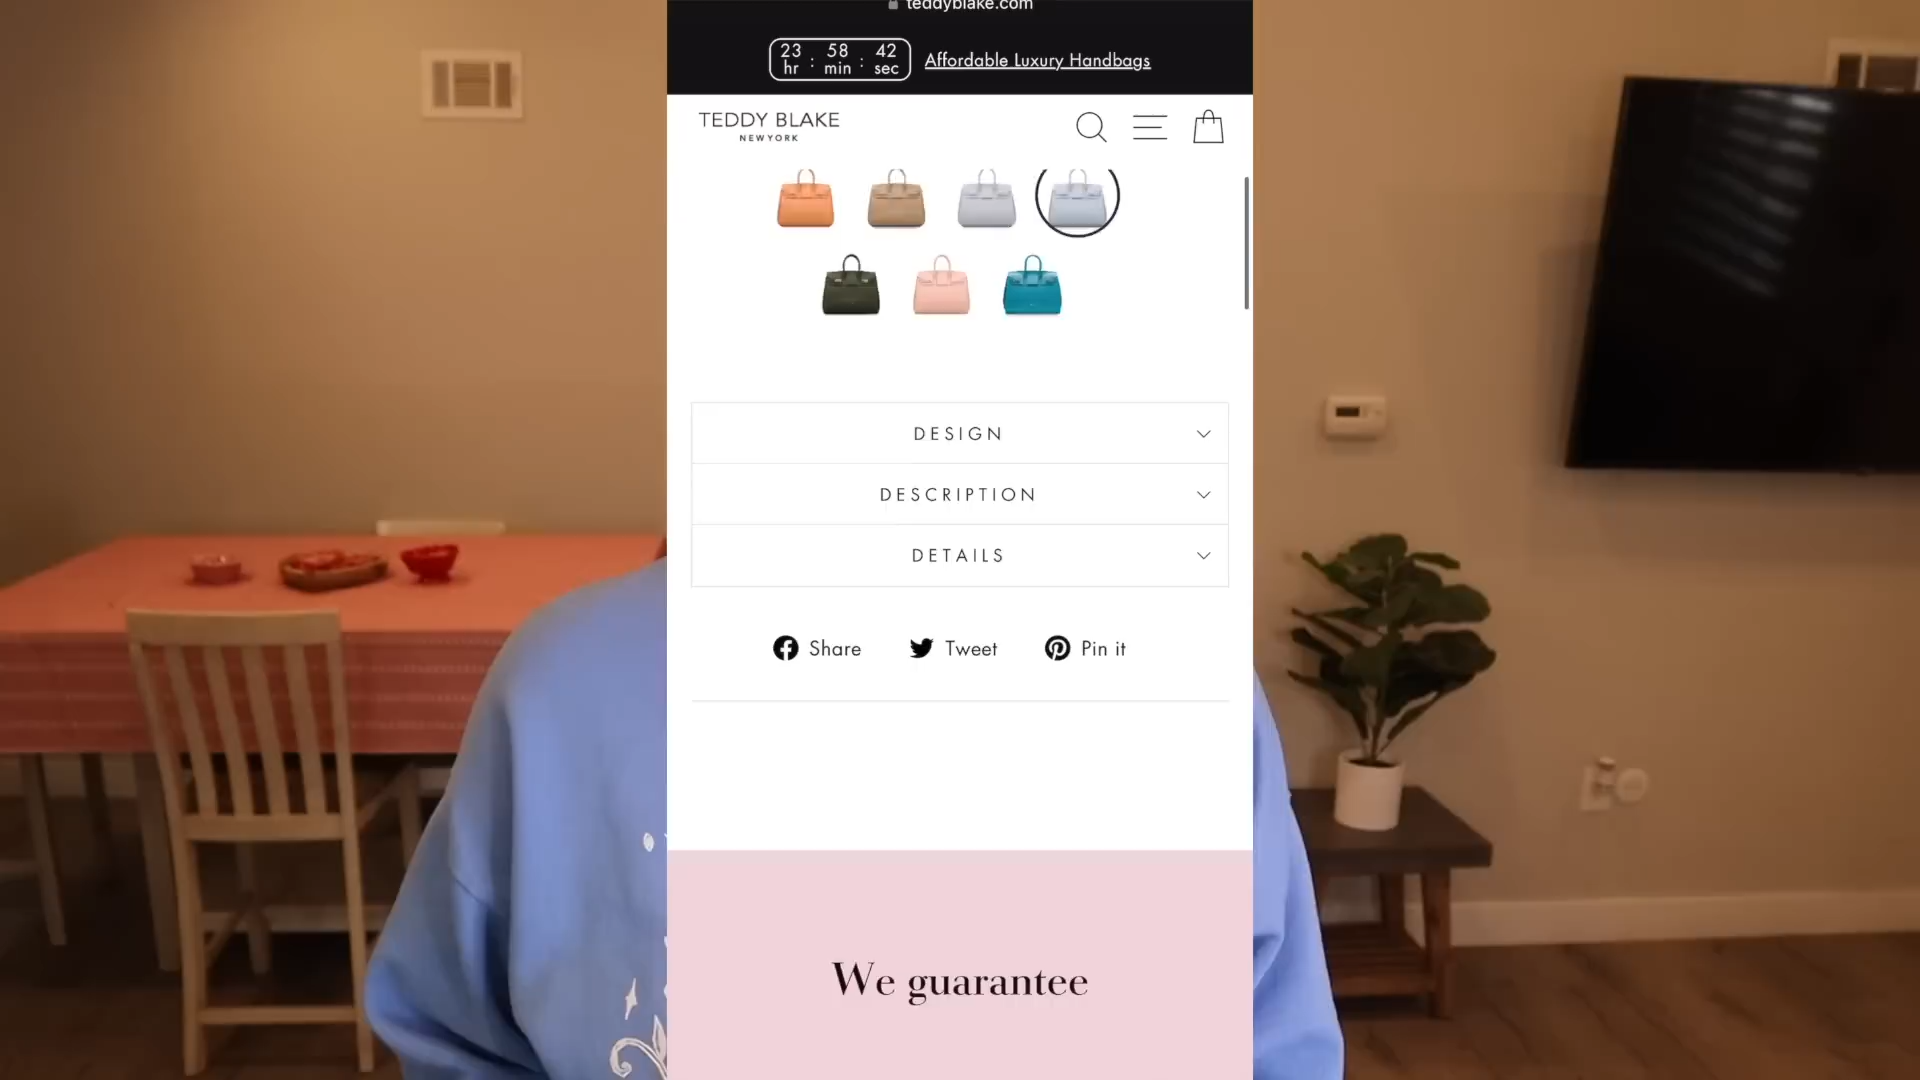 teddyblake.com
23 hr : 58 min : 42 sec Affordable Luxury Handbags
TEDDY BLAKE
NEW YORK
DESIGN
DESCRIPTION
DETAILS
Share Tweet Pin it
We guarantee